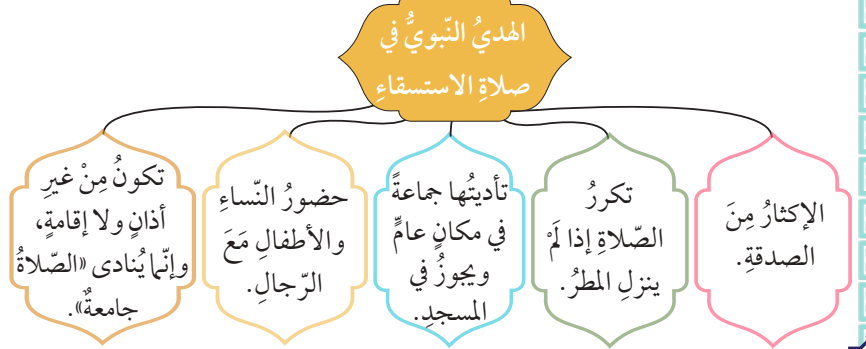 الهديُ النّبويُّ في
صلاةِ الاستسقاءِ
الإكثارُ مِنَ
الصدقةِ.
تكررُ
الصّلاةِ إذا لَمْ
ينزلِ المطرُ.
تأديتُها جماعةً
في مكانٍ عامٍّ
ويجوزُ في
المسجدِ.
حضورُ النّساءِ
والأطفالِ مَعَ
الرّجالِ.
تكونُ مِنْ غيرِ
أذانٍ ولا إقامةٍ،
وإنّما يُنادى «الصّلاةُ
جامعةٌ».